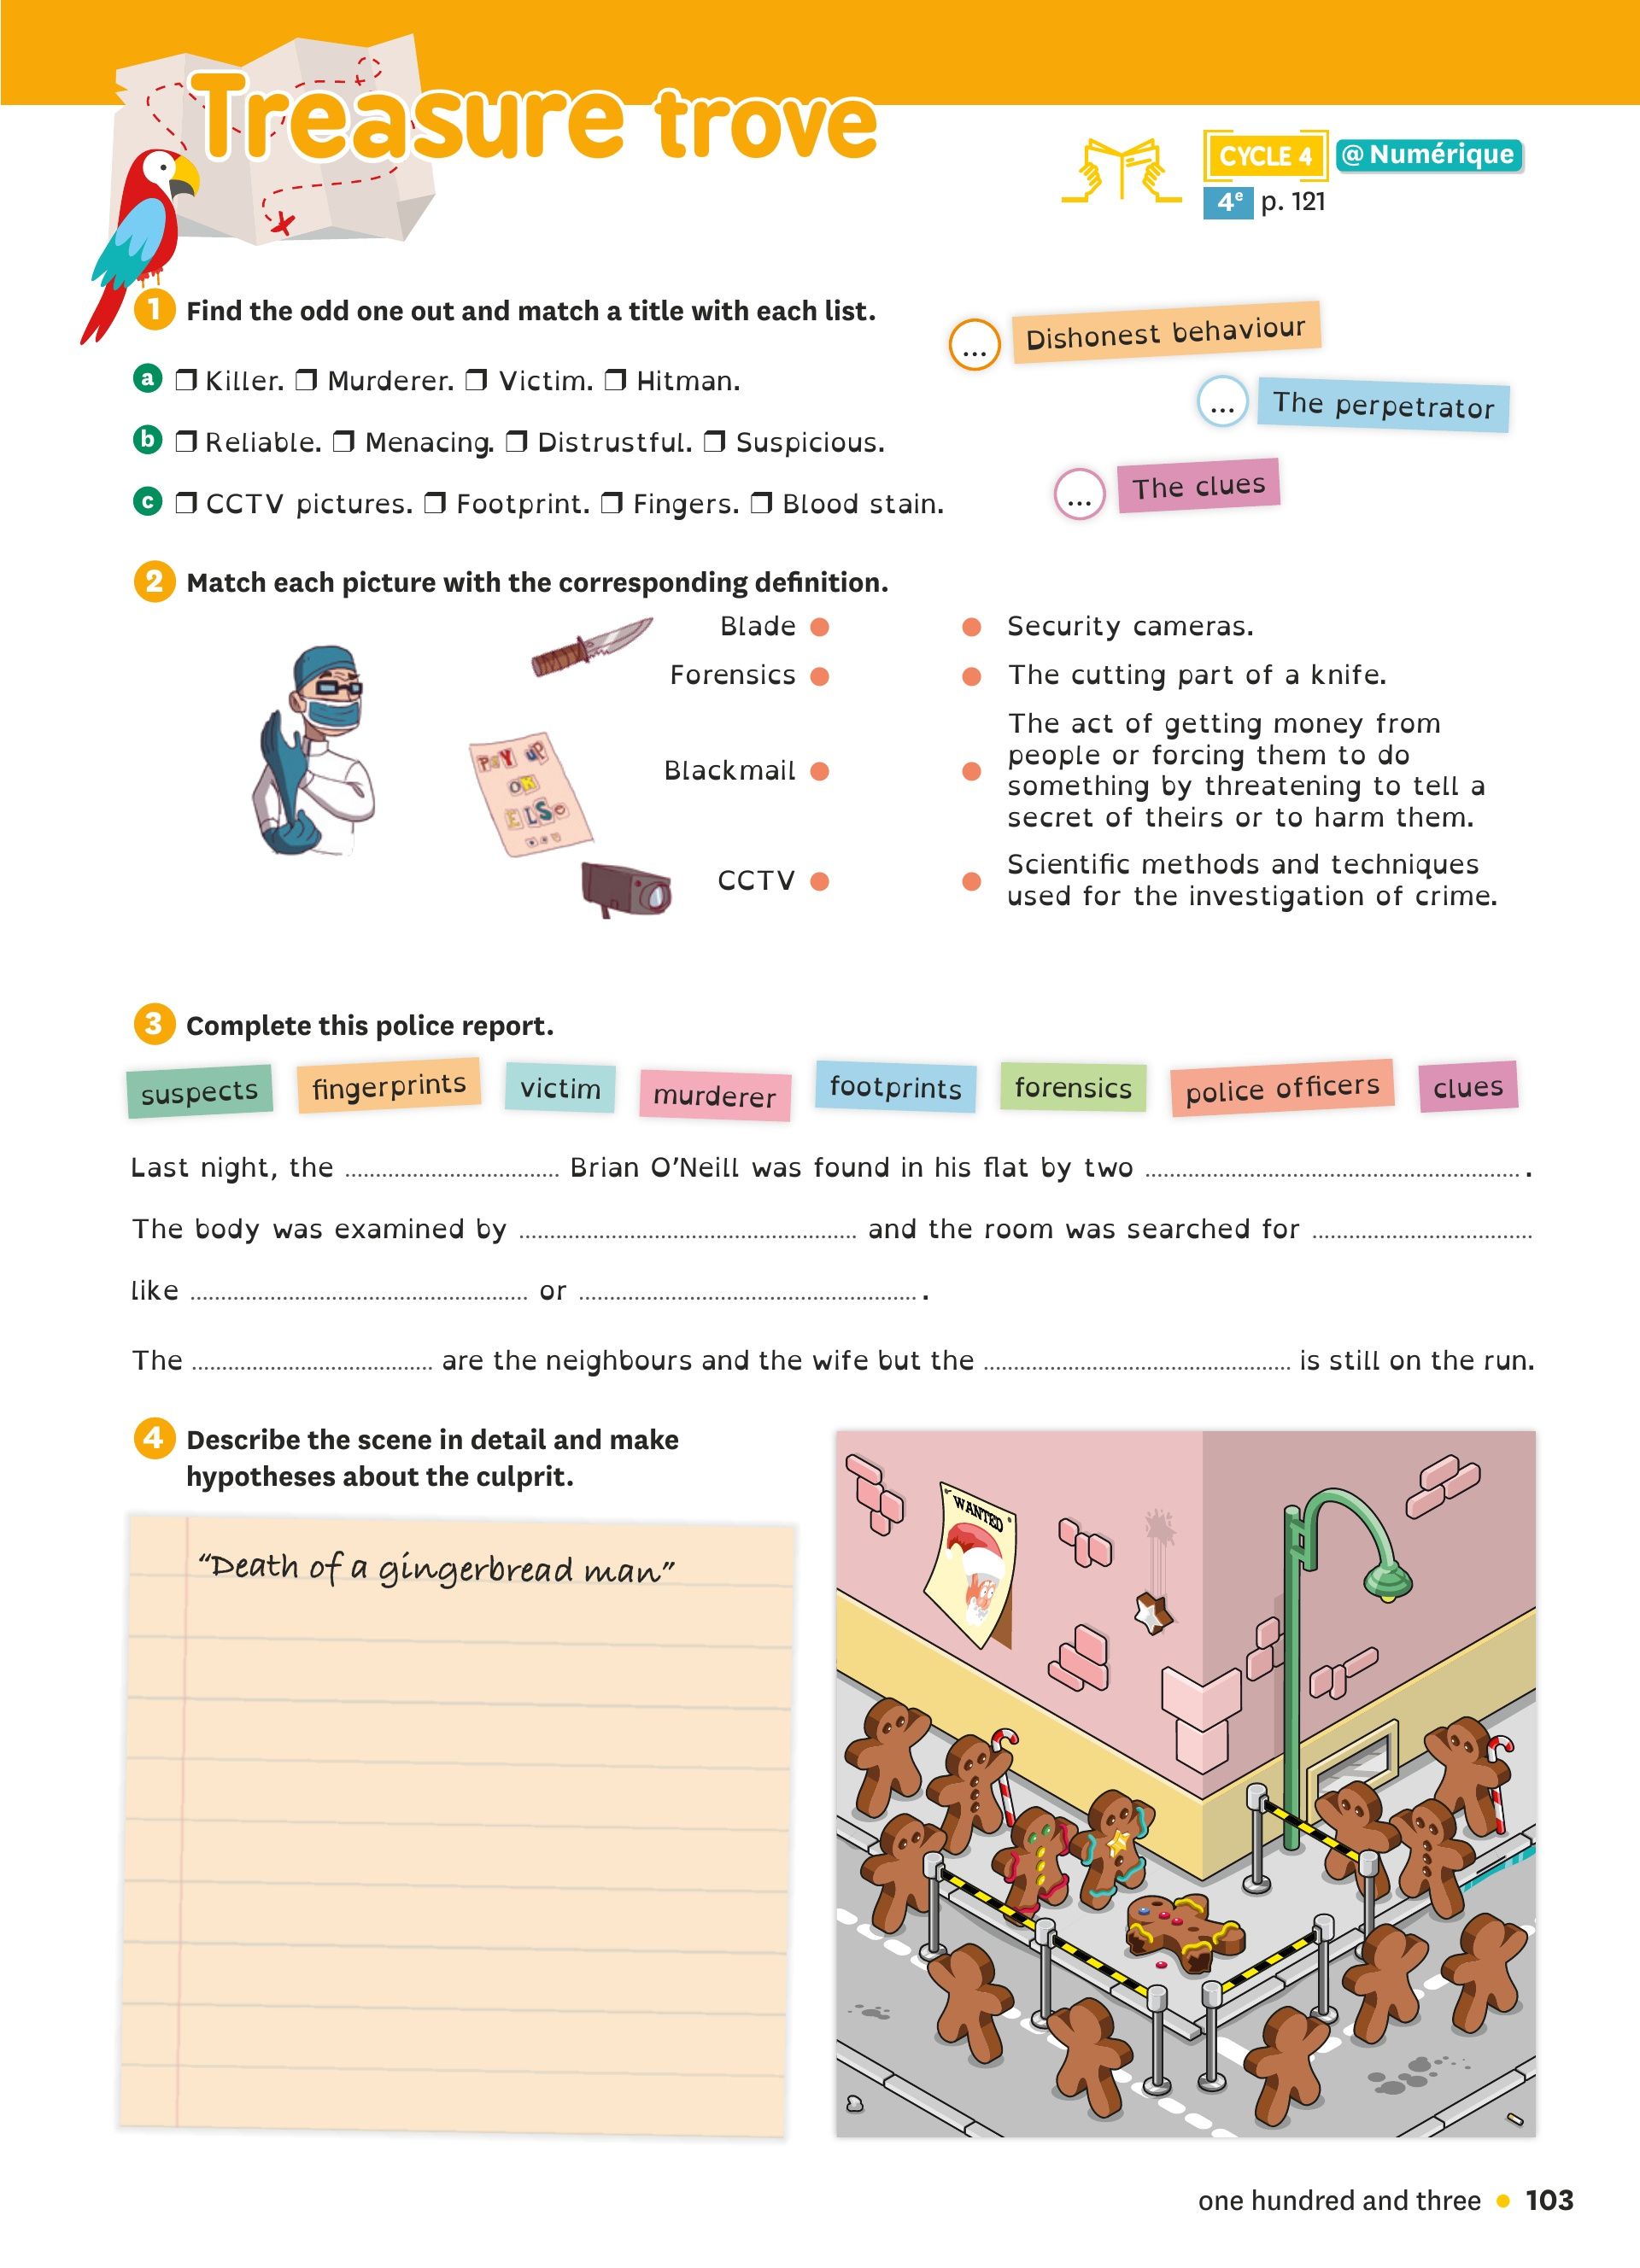 Treasure trove
CYCLE 4 @ Numérique
4e p. 121
1 Find the odd one out and match a title with each list.
a ❒ Killer. ❒ Murderer. ❒ Victim. ❒ Hitman.
b ❒ Reliable. ❒ Menacing. ❒ Distrustful. ❒ Suspicious.
c ❒ CCTV pictures. ❒ Footprint. ❒ Fingers. ❒ Blood stain.
... Dishonest behaviour
... The perpetrator
... The clues
2 Match each picture with the corresponding definition.
PAY UP
OR
ELSE
...
Blade
Forensics
Blackmail
CCTV
Security cameras.
The cutting part of a knife.
The act of getting money from
people or forcing them to do
something by threatening to tell a
secret of theirs or to harm them.
Scientific methods and techniques
used for the investigation of crime.
3 Complete this police report.
suspects fingerprints victim murderer footprints forensics police officers clues
Last night, the .................... Brian O'Neill was found in his flat by two .................... .
The body was examined by .................... and the room was searched for ....................
like .................... or .................... .
The .................... are the neighbours and the wife but the .................... is still on the run.
4 Describe the scene in detail and make
hypotheses about the culprit.
“Death of a gingerbread man”
WANTED
one hundred and three • 103